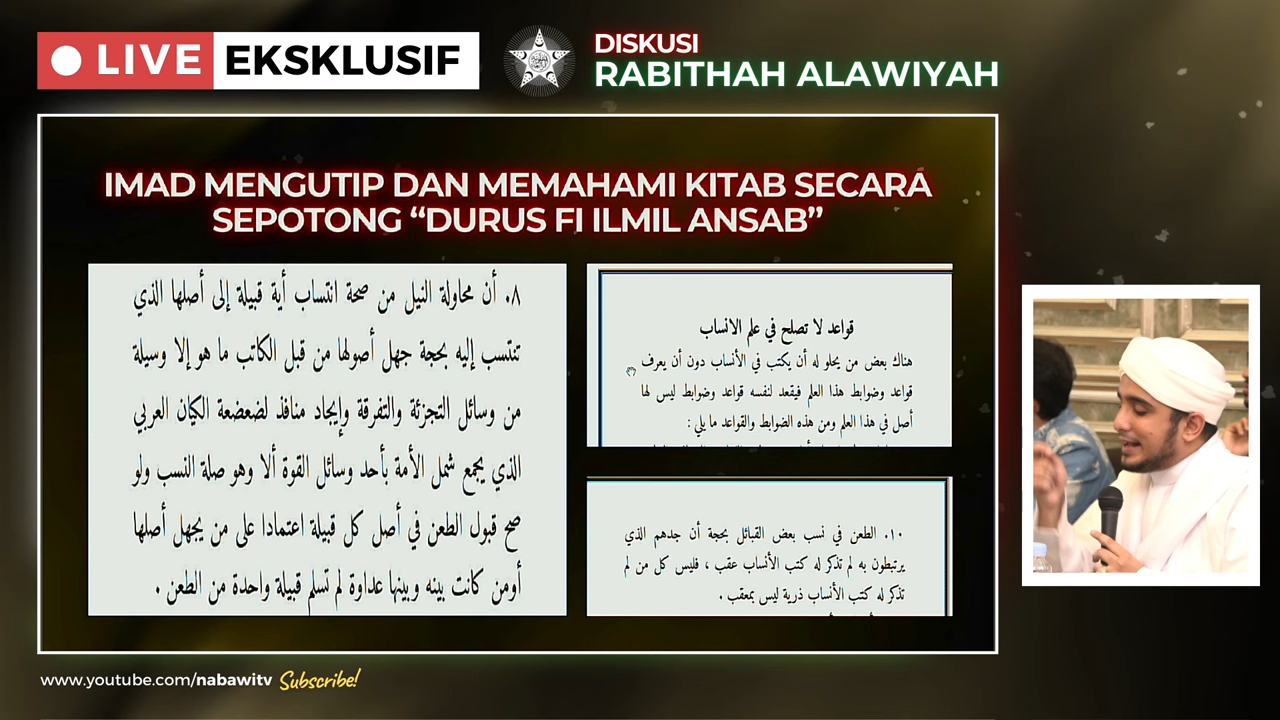 LIVE EKSKLUSIF
DISKUSI
RABITHAH ALAWIYAH
IMAD MENGUTIP DAN MEMAHAMI KITAB SECARA
SEPOTONG “DURUS FI ILMIL ANSAB”
٠٨ أن محاولة النيل من صحة انتساب أية قبيلة إلى أصلها الذي
تنتسب إليه بحجة جهل أصولها من قبل الكاتب ما هو إلا وسيلة
من وسائل التجزئة والتفرقة وإيجاد منافذ لضعضعة الكيان العربي
الذي يجمع شمل الأمة بأحد وسائل القوة ألا وهو صلة النسب ولو
صح قبول الطعن في أصل كل قبيلة اعتمادا على من يجهل أصلها
أومن كانت بينه وبينها عداوة لم تسلم قبيلة واحدة من الطعن .
قواعد لا تصلح في علم الانساب
هناك بعض من يحلو له أن يكتب في الأنساب دون أن يعرف
قواعد وضوابط هذا العلم فيقعد لنفسه قواعد وضوابط ليس لها
أصل في هذا العلم ومن هذه الضوابط والقواعد ما يلي :
١٠. الطعن في نسب بعض القبائل بحجة أن جدهم الذي
يرتبطون به لم تذكر له كتب الأنساب عقب ، فليس كل من لم
تذكر له كتب الأنساب ذرية ليس بمعقب .
www.youtube.com/nabawitv Subscribe!